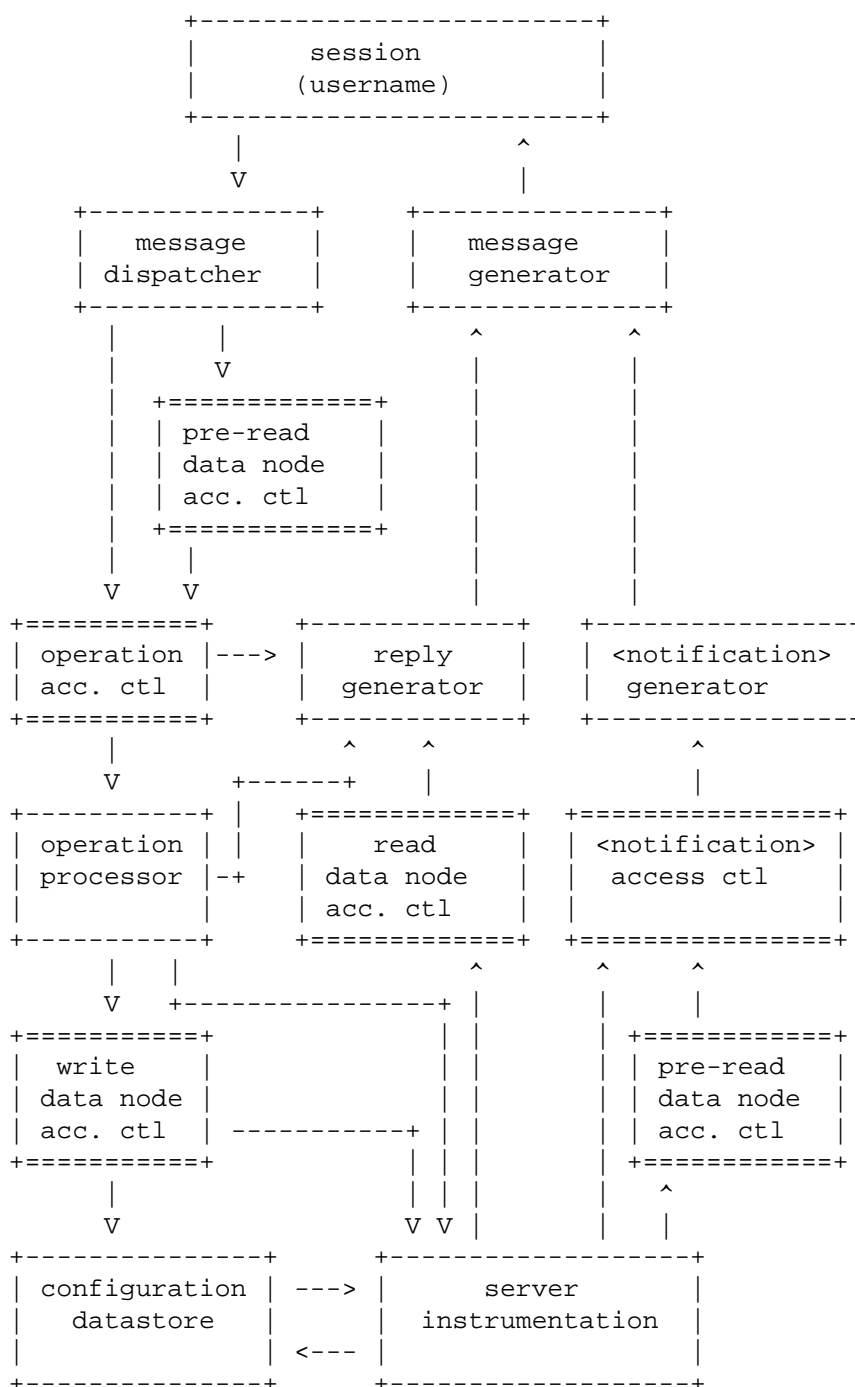 session
(username)
message
dispatcher
message
generator
pre-read
data node
acc. ctl
operation
acc. ctl
reply
generator
<notification>
generator
operation
processor
read
data node
acc. ctl
<notification>
access ctl
write
data node
acc. ctl
pre-read
data node
acc. ctl
configuration
datastore
server
instrumentation